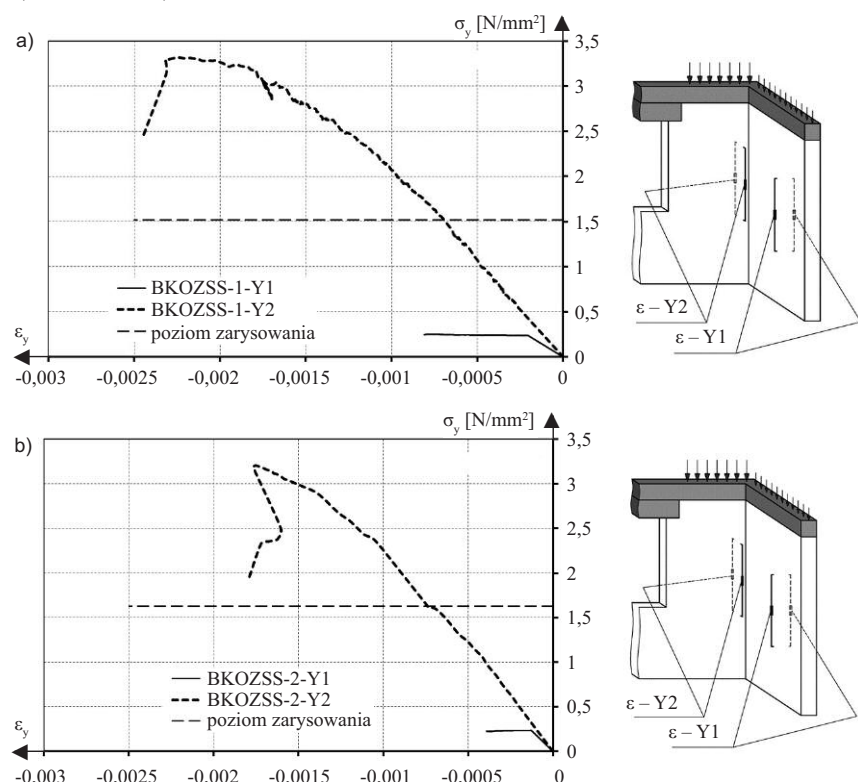 a)
σy [N/mm²]
3,5
3
2,5
2
1,5
1
0,5
0
BKOZSS-1-Y1
BKOZSS-1-Y2
poziom zarysowania
εy
-0,003 -0,0025 -0,002 -0,0015 -0,001 -0,0005 0
ε – Y2
ε – Y1
b)
σy [N/mm²]
3,5
3
2,5
2
1,5
1
0,5
0
BKOZSS-2-Y1
BKOZSS-2-Y2
poziom zarysowania
εy
-0,003 -0,0025 -0,002 -0,0015 -0,001 -0,0005 0
ε – Y2
ε – Y1